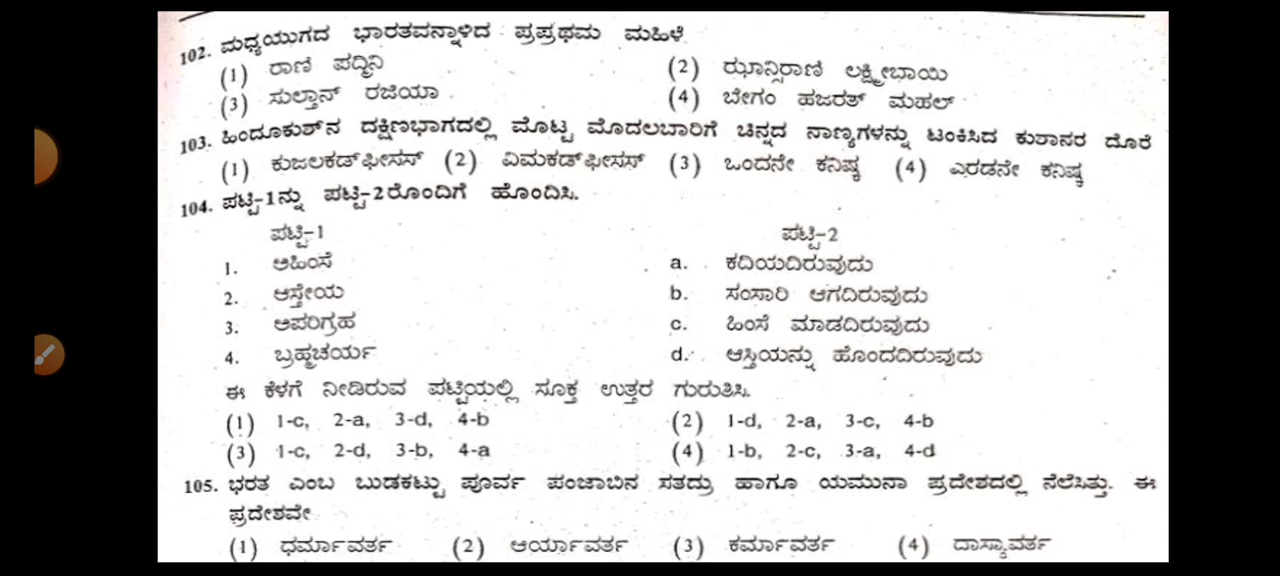 102. ಮಧ್ಯಯುಗದ ಭಾರತವನ್ನಾಳಿದ ಪ್ರಪ್ರಥಮ ಮಹಿಳೆ
(1) ರಾಣಿ ಪದ್ಮಿನಿ (2) ಝಾನ್ಸಿರಾಣಿ ಲಕ್ಷ್ಮೀಬಾಯಿ
(3) ಸುಲ್ತಾನ್ ರಜಿಯಾ (4) ಬೇಗಂ ಹಜರತ್ ಮಹಲ್
103. ಹಿಂದೂಕುಶ್‌ನ ದಕ್ಷಿಣಭಾಗದಲ್ಲಿ ಮೊಟ್ಟ ಮೊದಲಬಾರಿಗೆ ಚಿನ್ನದ ನಾಣ್ಯಗಳನ್ನು ಟಂಕಿಸಿದ ಕುಶಾನರ ದೊರೆ
(1) ಕುಜಲಕಡ್‌ಫೀಸಸ್ (2) ವಿಮಕಡ್‌ಫೀಸಸ್ (3) ಒಂದನೇ ಕನಿಷ್ಕ (4) ಎರಡನೇ ಕನಿಷ್ಕ
104. ಪಟ್ಟಿ-1ನ್ನು ಪಟ್ಟಿ-2ರೊಂದಿಗೆ ಹೊಂದಿಸಿ.
ಪಟ್ಟಿ-1 ಪಟ್ಟಿ-2
1. ಅಹಿಂಸೆ a. ಕದಿಯದಿರುವುದು
2. ಆಸ್ತೇಯ b. ಸಂಸಾರಿ ಆಗದಿರುವುದು
3. ಅಪರಿಗ್ರಹ c. ಹಿಂಸೆ ಮಾಡದಿರುವುದು
4. ಬ್ರಹ್ಮಚರ್ಯ d. ಆಸ್ತಿಯನ್ನು ಹೊಂದದಿರುವುದು
ಈ ಕೆಳಗೆ ನೀಡಿರುವ ಪಟ್ಟಿಯಲ್ಲಿ ಸೂಕ್ತ ಉತ್ತರ ಗುರುತಿಸಿ.
(1) 1-c, 2-a, 3-d, 4-b (2) 1-d, 2-a, 3-c, 4-b
(3) 1-c, 2-d, 3-b, 4-a (4) 1-b, 2-c, 3-a, 4-d
105. ಭರತ ಎಂಬ ಬುಡಕಟ್ಟು ಪೂರ್ವ ಪಂಜಾಬಿನ ಸತದ್ರು ಹಾಗೂ ಯಮುನಾ ಪ್ರದೇಶದಲ್ಲಿ ನೆಲೆಸಿತ್ತು. ಈ
ಪ್ರದೇಶವೇ
(1) ಧರ್ಮಾವರ್ತ (2) ಆರ್ಯಾವರ್ತ (3) ಕರ್ಮಾವರ್ತ (4) ದಾಸ್ಯಾವರ್ತ